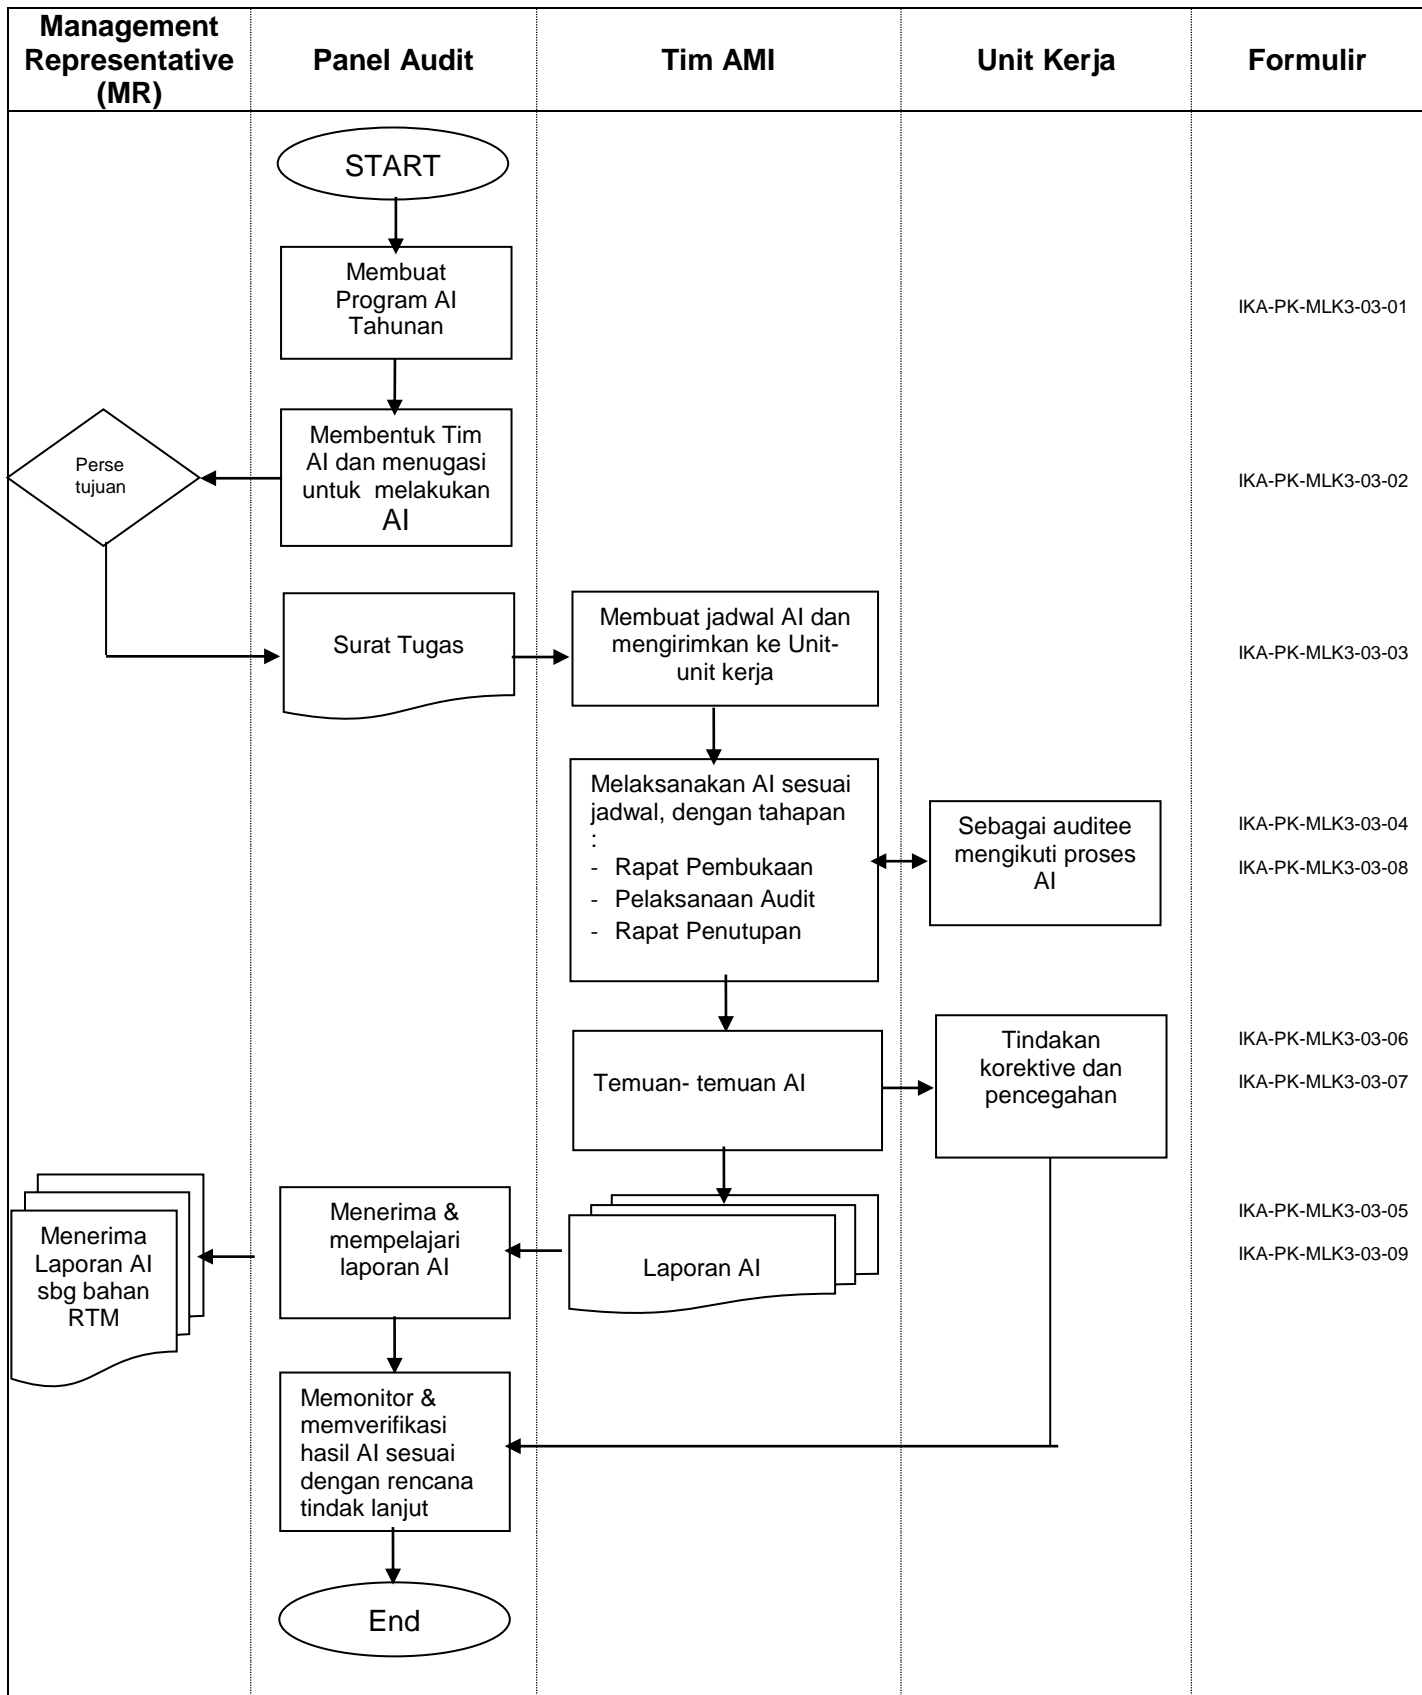 Management
Representative
(MR)
Panel Audit
Tim AMI
Unit Kerja
Formulir
START
Membuat
Program AI
Tahunan
IKA-PK-MLK3-03-01
Perse
tujuan
Membentuk Tim
AI dan menugasi
untuk  melakukan
AI
IKA-PK-MLK3-03-02
Surat Tugas
Membuat jadwal AI dan
mengirimkan ke Unit-
unit kerja
IKA-PK-MLK3-03-03
Melaksanakan AI sesuai
jadwal, dengan tahapan
:
- Rapat Pembukaan
- Pelaksanaan Audit
- Rapat Penutupan
Sebagai auditee
mengikuti proses
AI
IKA-PK-MLK3-03-04
IKA-PK-MLK3-03-08
Temuan- temuan AI
Tindakan
korektive dan
pencegahan
IKA-PK-MLK3-03-06
IKA-PK-MLK3-03-07
Menerima
Laporan AI
sbg bahan
RTM
Menerima &
mempelajari
laporan AI
Laporan AI
IKA-PK-MLK3-03-05
IKA-PK-MLK3-03-09
Memonitor &
memverifikasi
hasil AI sesuai
dengan rencana
tindak lanjut
End